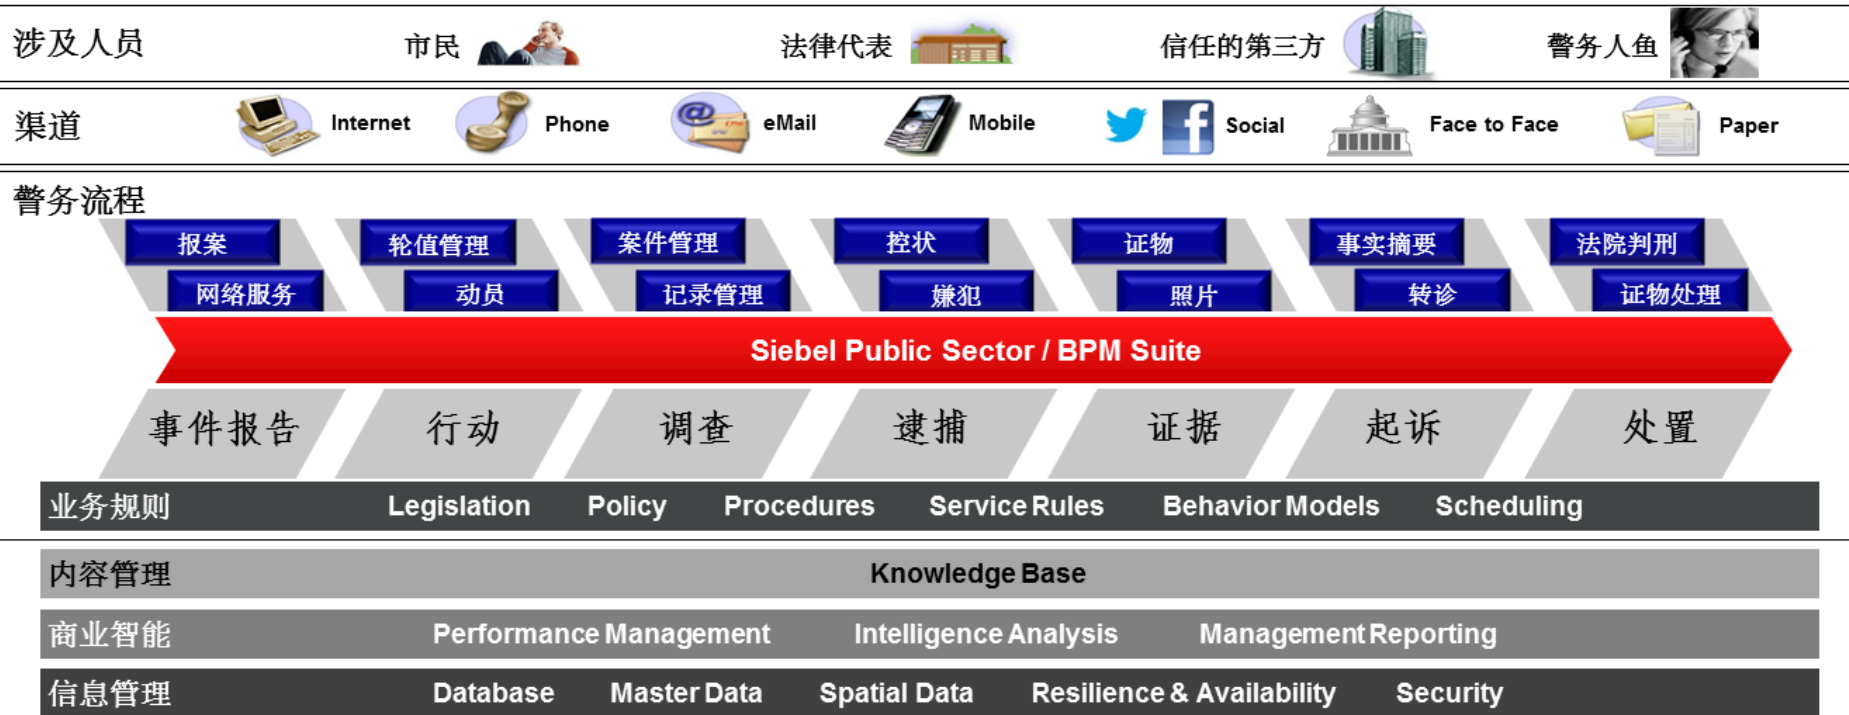 涉及人员 市民 法律代表 信任的第三方 警务人鱼
渠道 Internet Phone eMail Mobile Social Face to Face Paper
警务流程
报案 轮值管理 案件管理 控状 证物 事实摘要 法院判刑
网络服务 动员 记录管理 嫌犯 照片 转诊 证物处理
Siebel Public Sector / BPM Suite
事件报告 行动 调查 逮捕 证据 起诉 处置
业务规则 Legislation Policy Procedures Service Rules Behavior Models Scheduling
内容管理 Knowledge Base
商业智能 Performance Management Intelligence Analysis Management Reporting
信息管理 Database Master Data Spatial Data Resilience & Availability Security